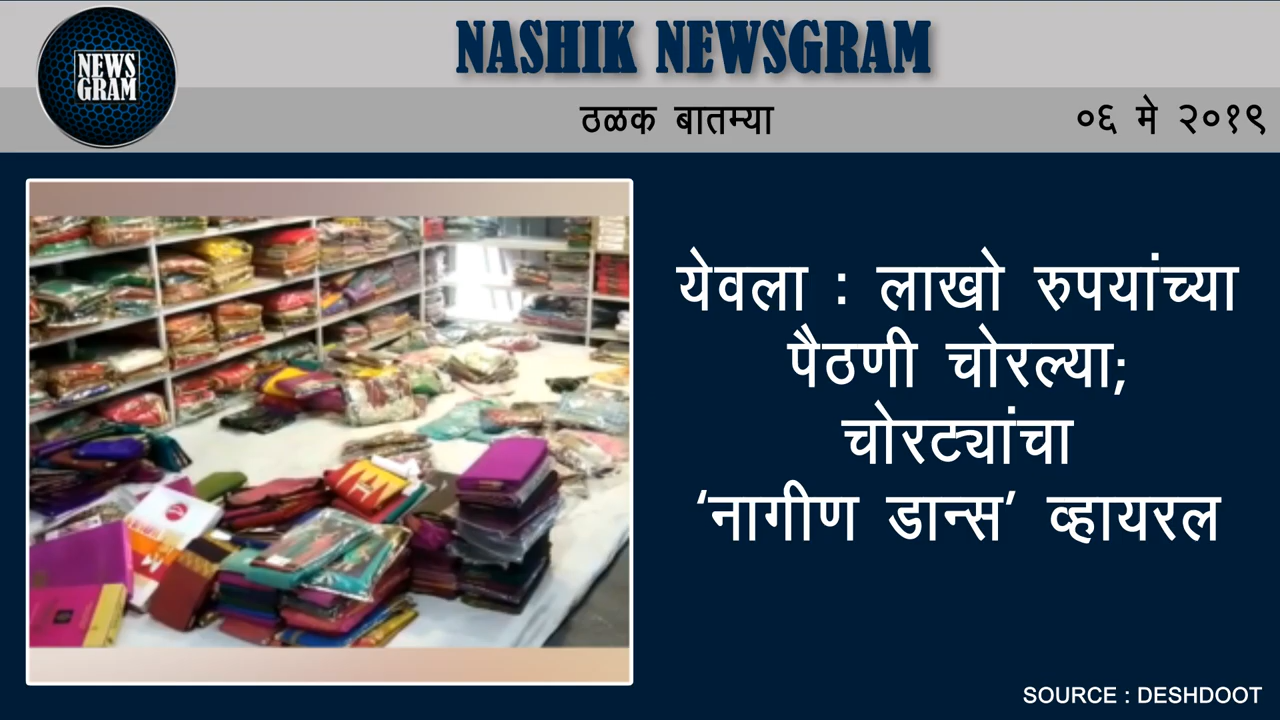 NEWS
GRAM
NASHIK NEWSGRAM
ठळक बातम्या
०६ मे २०१९
येवला : लाखो रुपयांच्या
पैठणी चोरल्या;
चोरट्यांचा
‘नागीण डान्स’ व्हायरल
SOURCE : DESHDOOT